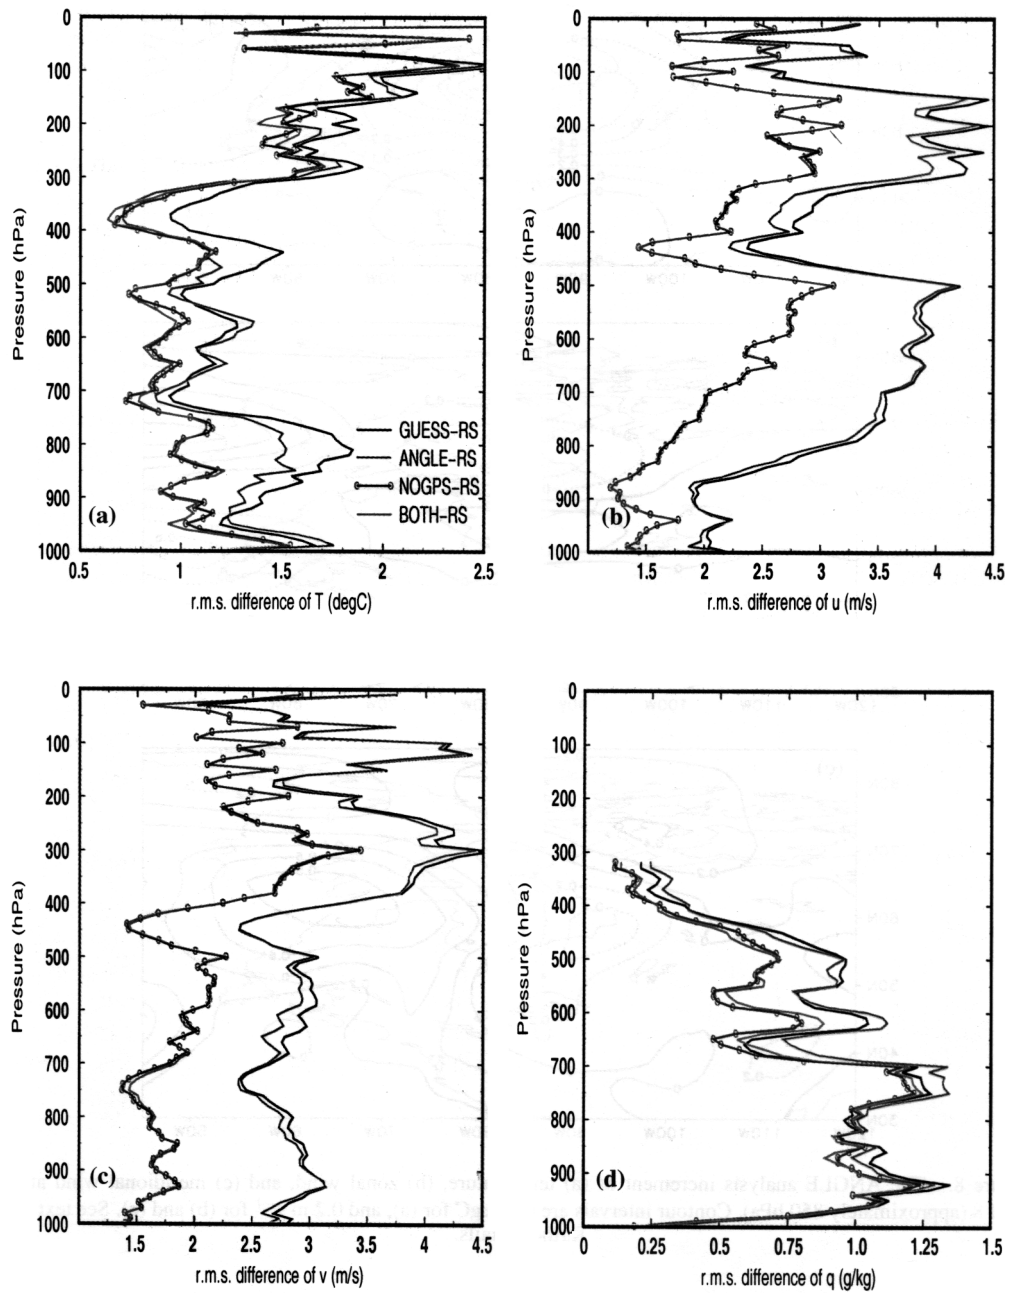 0
100
200
300
400
500
600
700
800
900
1000
Pressure (hPa)
0.5 1 1.5 2 2.5
r.m.s. difference of T (degC)
(a)
GUESS-RS
ANGLE-RS
NOGPS-RS
BOTH-RS
0
100
200
300
400
500
600
700
800
900
1000
Pressure (hPa)
1.5 2 2.5 3 3.5 4 4.5
r.m.s. difference of u (m/s)
(b)
0
100
200
300
400
500
600
700
800
900
1000
Pressure (hPa)
1.5 2 2.5 3 3.5 4 4.5
r.m.s. difference of v (m/s)
(c)
0
100
200
300
400
500
600
700
800
900
1000
Pressure (hPa)
0 0.25 0.5 0.75 1.0 1.25 1.5
r.m.s. difference of q (g/kg)
(d)